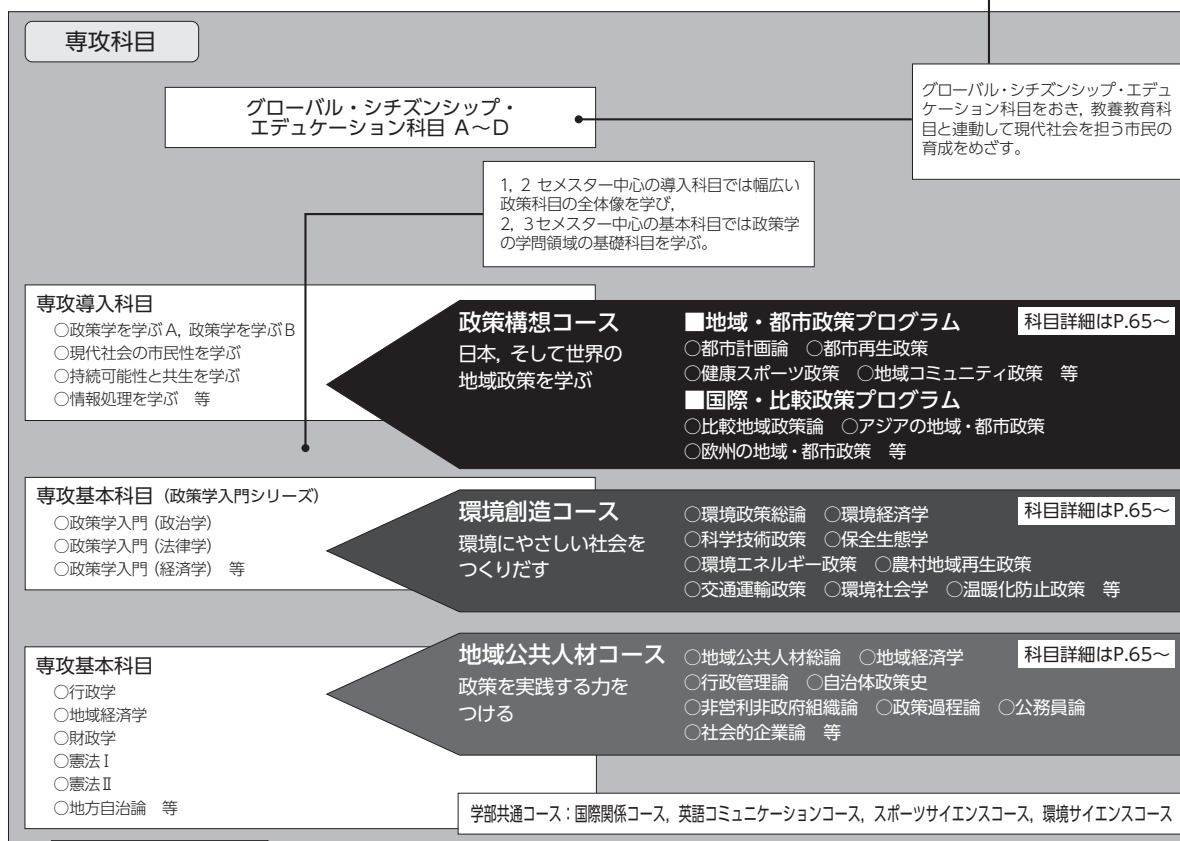 専攻科目
グローバル・シチズンシップ・
エデュケーション科目 A～D
グローバル・シチズンシップ・エデュ
ケーション科目をおき, 教養教育科
目と連動して現代社会を担う市民の
育成をめざす。
1, 2 セメスター中心の導入科目では幅広い
政策科目の全体像を学び,
2, 3セメスター中心の基本科目では政策学
の学問領域の基礎科目を学ぶ。
専攻導入科目
○政策学を学ぶA, 政策学を学ぶB
○現代社会の市民性を学ぶ
○持続可能性と共生を学ぶ
○情報処理を学ぶ 等
政策構想コース
日本, そして世界の
地域政策を学ぶ
■地域・都市政策プログラム
科目詳細はP.65～
○都市計画論 ○都市再生政策
○健康スポーツ政策 ○地域コミュニティ政策 等
■国際・比較政策プログラム
○比較地域政策論 ○アジアの地域・都市政策
○欧州の地域・都市政策 等
専攻基本科目（政策学入門シリーズ）
○政策学入門 (政治学)
○政策学入門 (法律学)
○政策学入門 (経済学) 等
環境創造コース
環境にやさしい社会を
つくりだす
○環境政策総論 ○環境経済学
科目詳細はP.65～
○科学技術政策 ○保全生態学
○環境エネルギー政策 ○農村地域再生政策
○交通運輸政策 ○環境社会学 ○温暖化防止政策 等
専攻基本科目
○行政学
○地域経済学
○財政学
○憲法Ⅰ
○憲法Ⅱ
○地方自治論 等
地域公共人材コース
政策を実践する力を
つける
○地域公共人材総論 ○地域経済学
科目詳細はP.65～
○行政管理論 ○自治体政策史
○非営利非政府組織論 ○政策過程論 ○公務員論
○社会的企業論 等
学部共通コース：国際関係コース, 英語コミュニケーションコース, スポーツサイエンスコース, 環境サイエンスコース